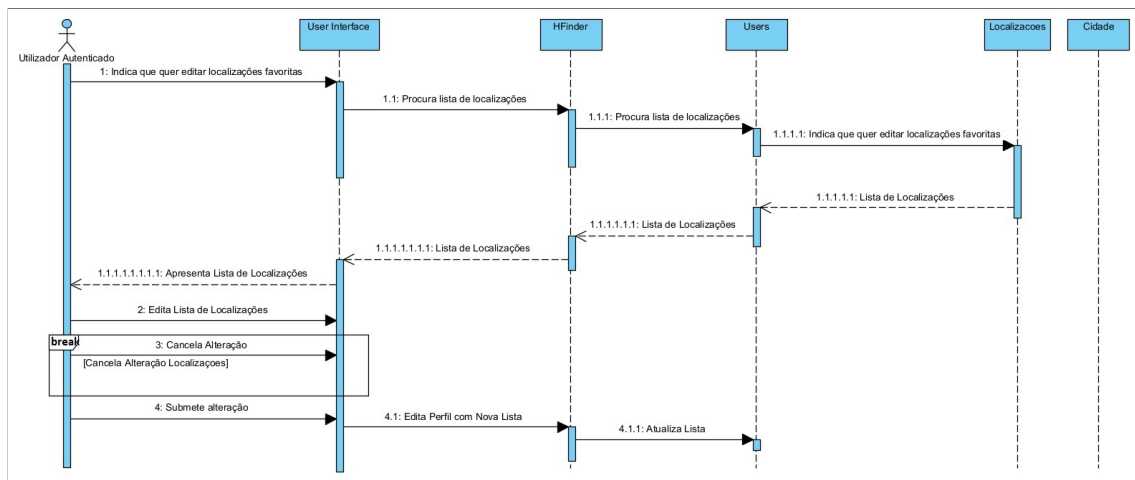 User Interface
HFinder
Users
Localizacoes
Cidade
Utilizador Autenticado
1: Indica que quer editar localizações favoritas
1.1: Procura lista de localizações
1.1.1: Procura lista de localizações
1.1.1.1: Indica que quer editar localizações favoritas
1.1.1.1.1: Lista de Localizações
1.1.1.1.1.1: Lista de Localizações
1.1.1.1.1.1.1: Lista de Localizações
1.1.1.1.1.1.1.1: Apresenta Lista de Localizações
2: Edita Lista de Localizações
break
3: Cancela Alteração
[Cancela Alteração Localizaçoes]
4: Submete alteração
4.1: Edita Perfil com Nova Lista
4.1.1: Atualiza Lista